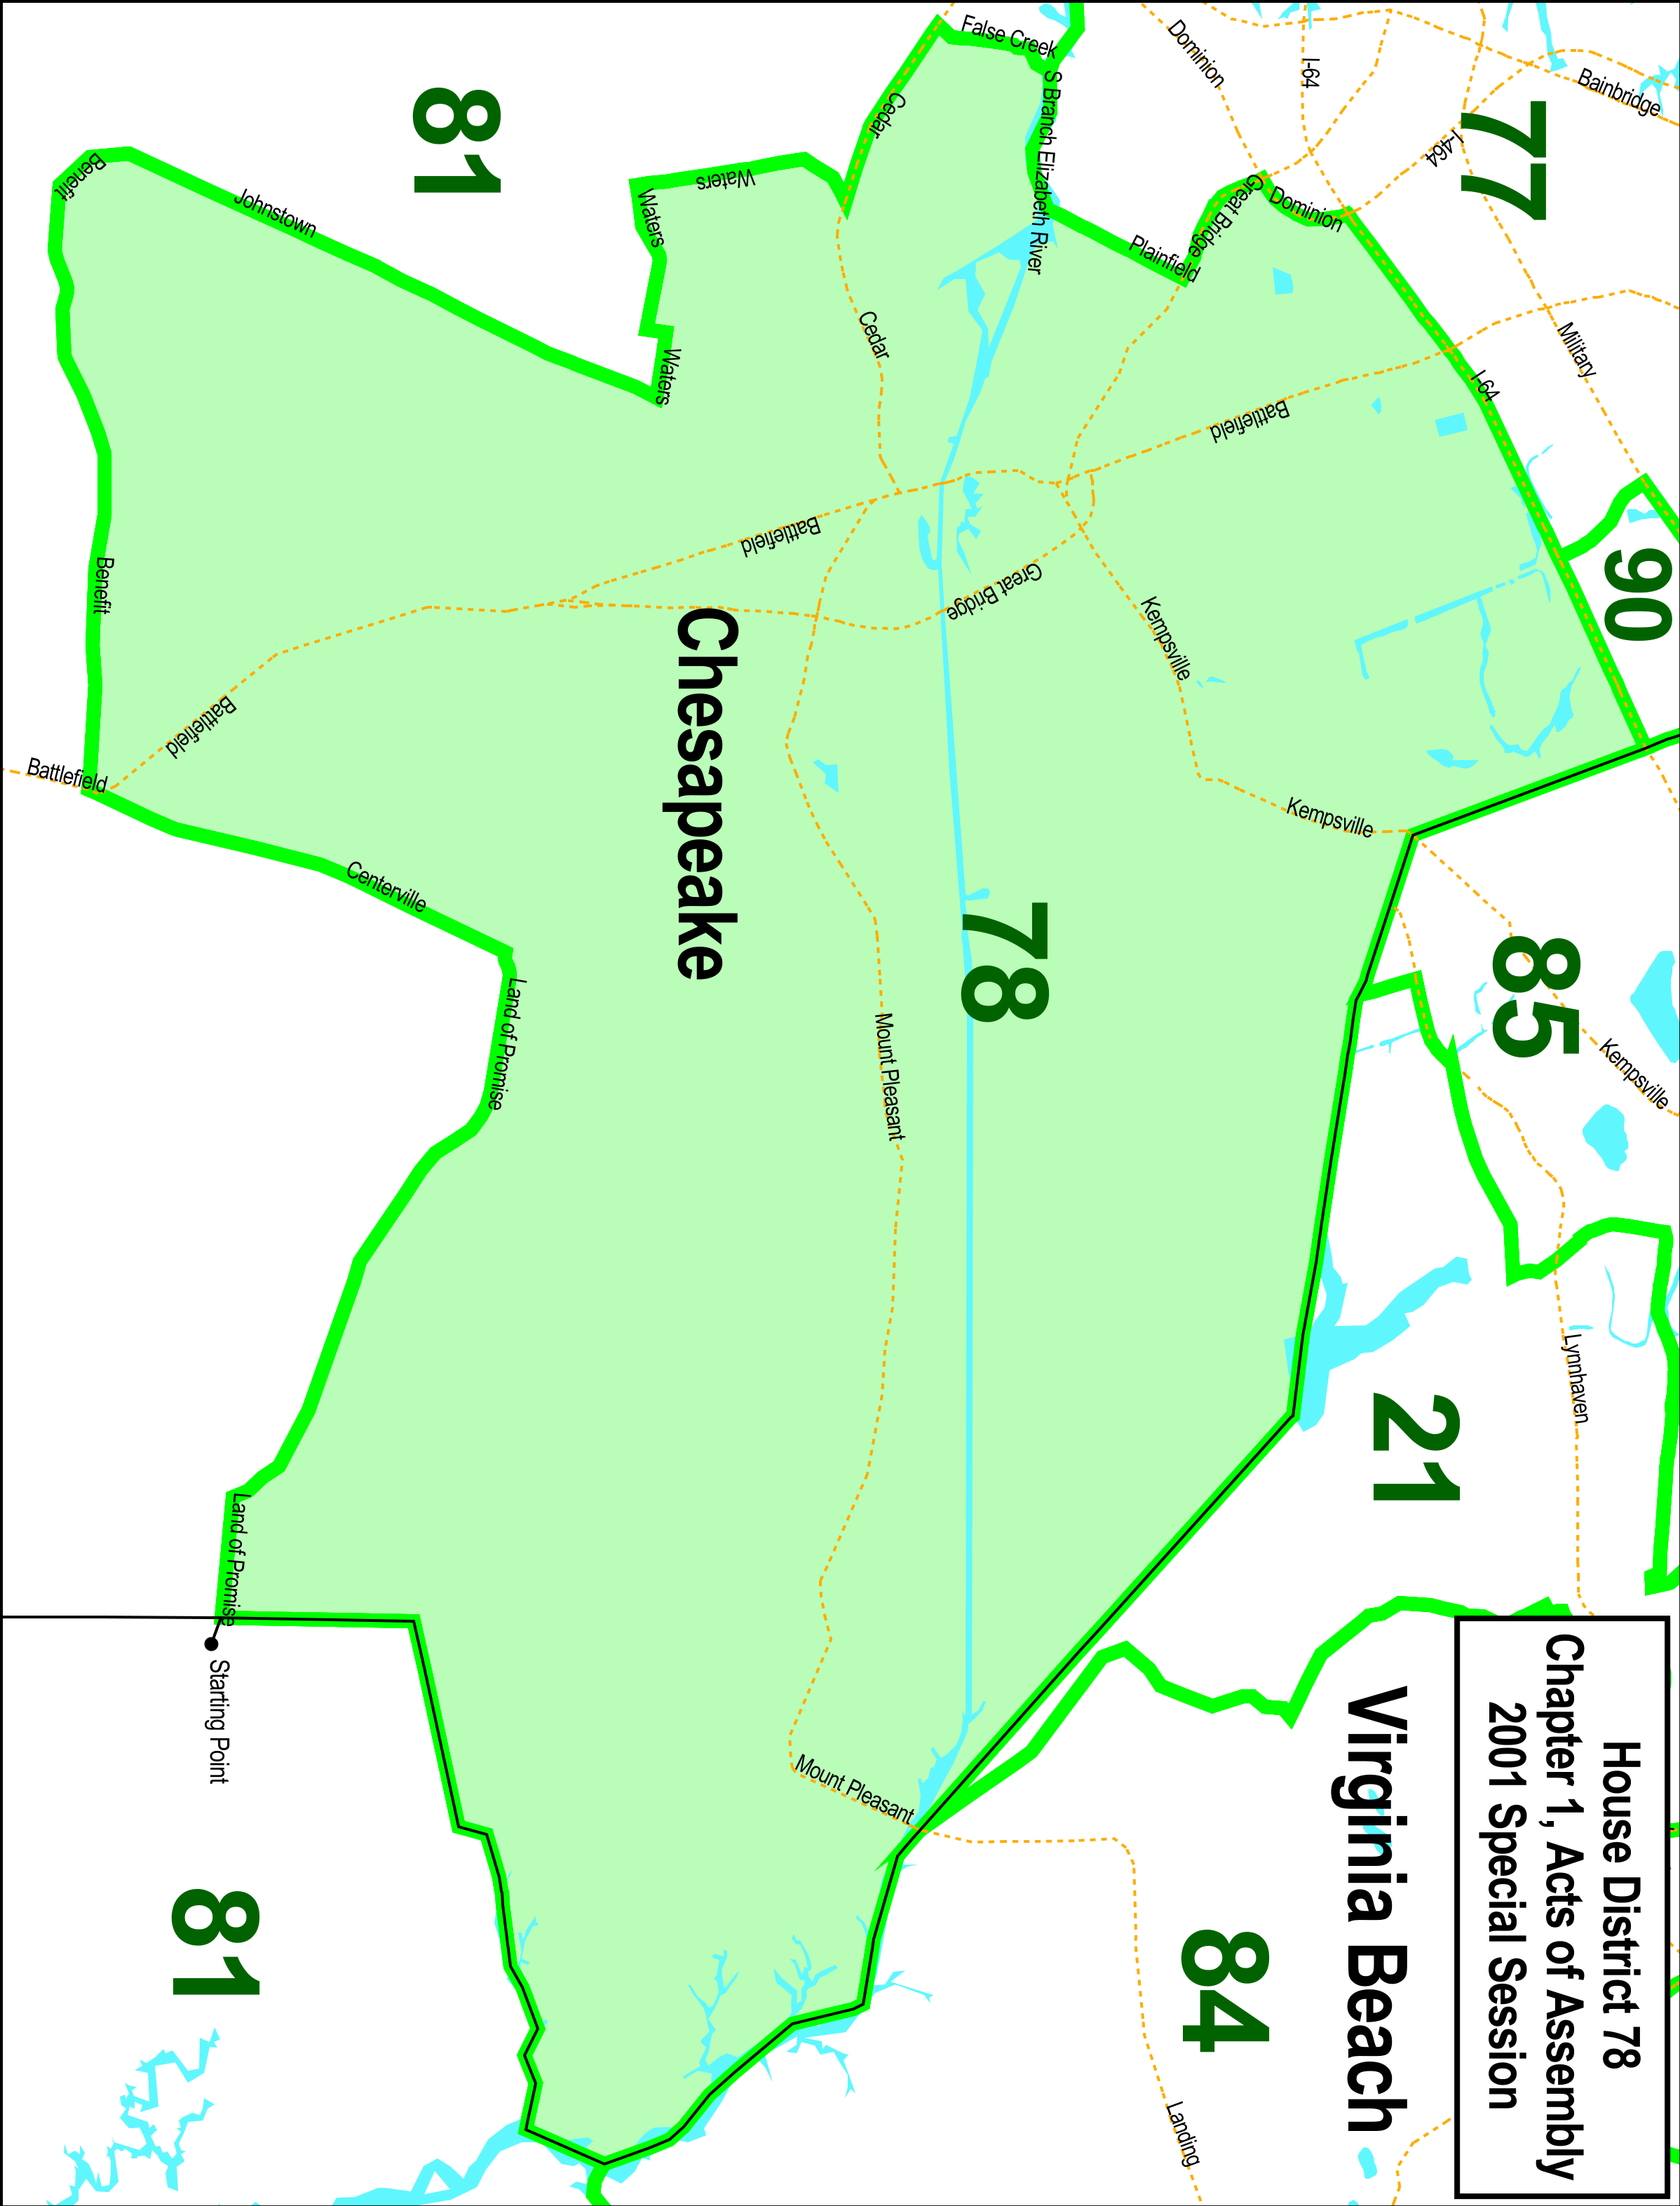 House District 78
Chapter 1, Acts of Assembly
2001 Special Session
Bainbridge
77
I-64
I-464
Dominion
Dominion
Military
I-64
90
False Creek
S Branch Elizabeth River
Great Bridge
Plainfield
Cedar
Cedar
81
Waters
Waters
Waters
Battlefield
Battlefield
Great Bridge
Kempsville
Kempsville
85
Kempsville
Benefit
Johnstown
Benefit
Battlefield
Battlefield
Chesapeake
78
Centerville
Land of Promise
Mount Pleasant
21
Lynnhaven
Virginia Beach
Land of Promise
Starting Point
Mount Pleasant
81
84
Landing